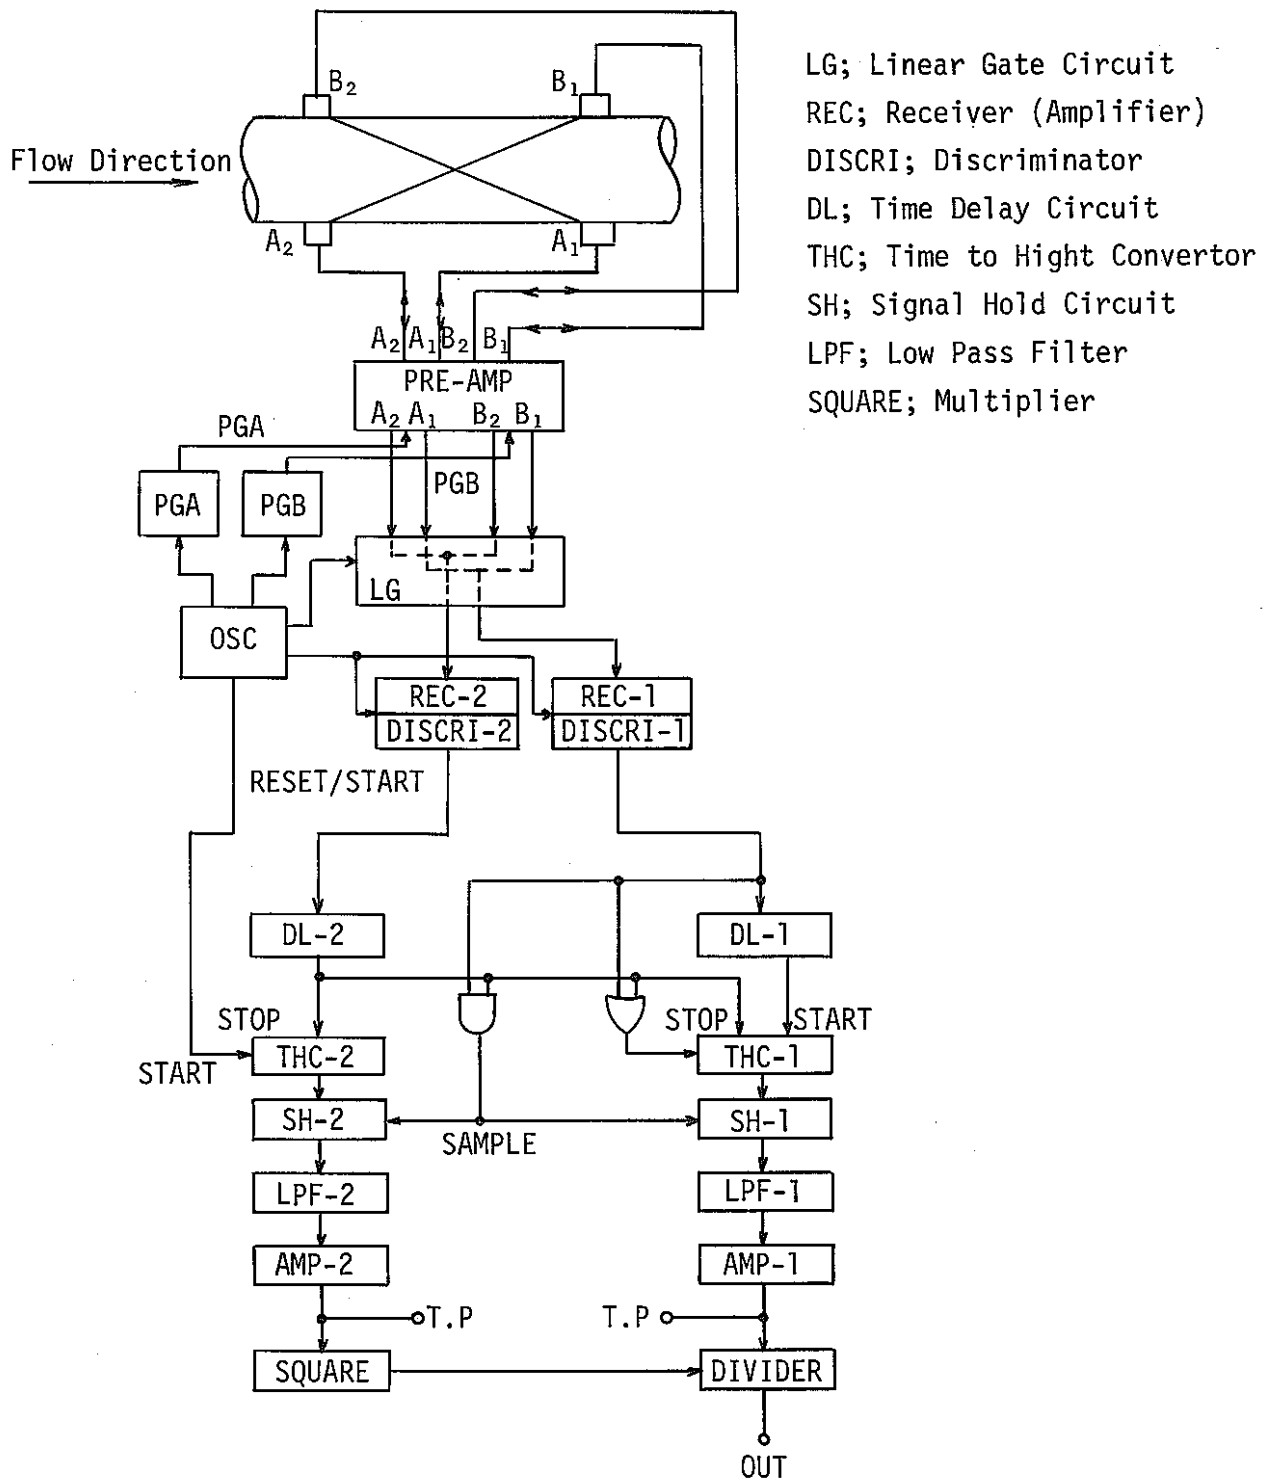 LG; Linear Gate Circuit
REC; Receiver (Amplifier)
DISCRI; Discriminator
DL; Time Delay Circuit
THC; Time to Hight Convertor
SH; Signal Hold Circuit
LPF; Low Pass Filter
SQUARE; Multiplier
B₂ B₁
Flow Direction
A₂ A₁
A₂ A₁ B₂ B₁
PRE-AMP
A₂ A₁ B₂ B₁
PGA
PGB
PGA PGB
LG
OSC
REC-2 REC-1
DISCRI-2 DISCRI-1
RESET/START
DL-2 DL-1
STOP STOP START
THC-2 THC-1
START
SH-2 SH-1
SAMPLE
LPF-2 LPF-1
AMP-2 AMP-1
T.P T.P
SQUARE DIVIDER
OUT